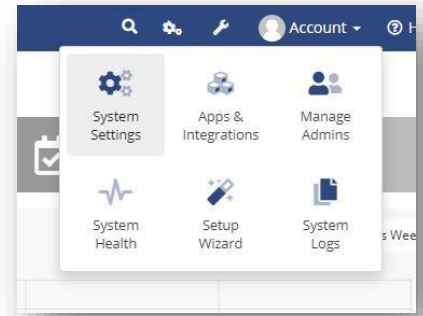 Account
System Settings
Apps & Integrations
Manage Admins
System Health
Setup Wizard
System Logs
s Wee